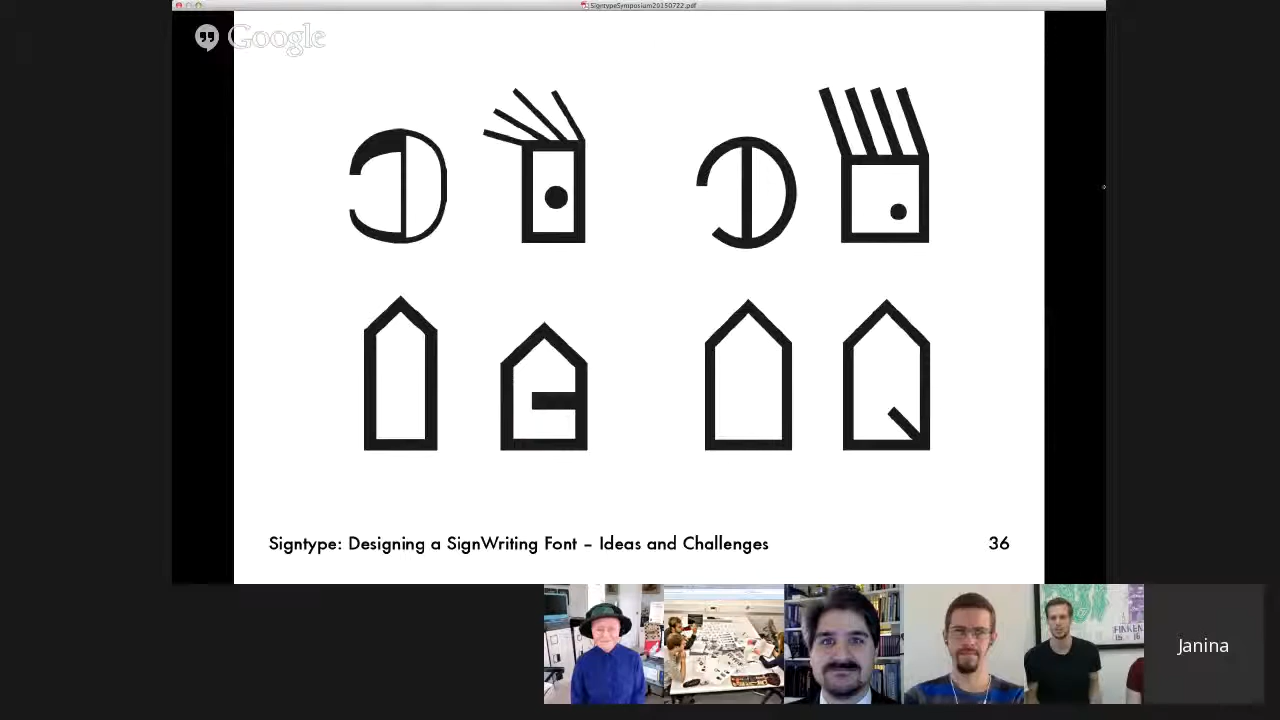 SigntypeSymposium20150722.pdf
Google
Signtype: Designing a SignWriting Font – Ideas and Challenges 36
Janina